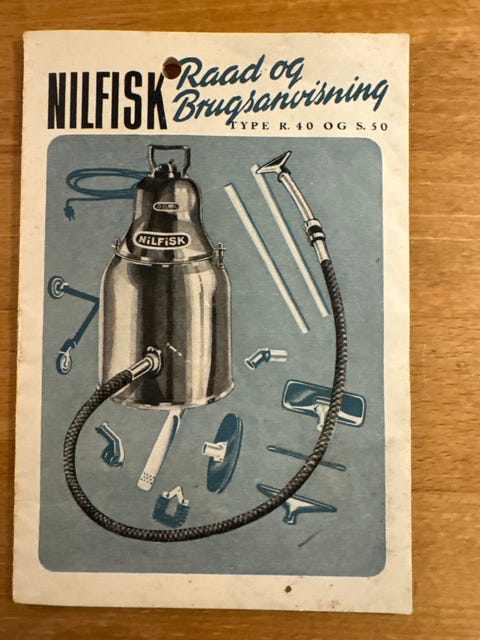 NILFISK Raad og
Brugsanvisning
TYPE R. 40 OG S. 50
NILFISK